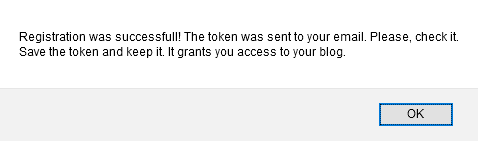 Registration was successfull! The token was sent to your email. Please, check it.
Save the token and keep it. It grants you access to your blog.
OK